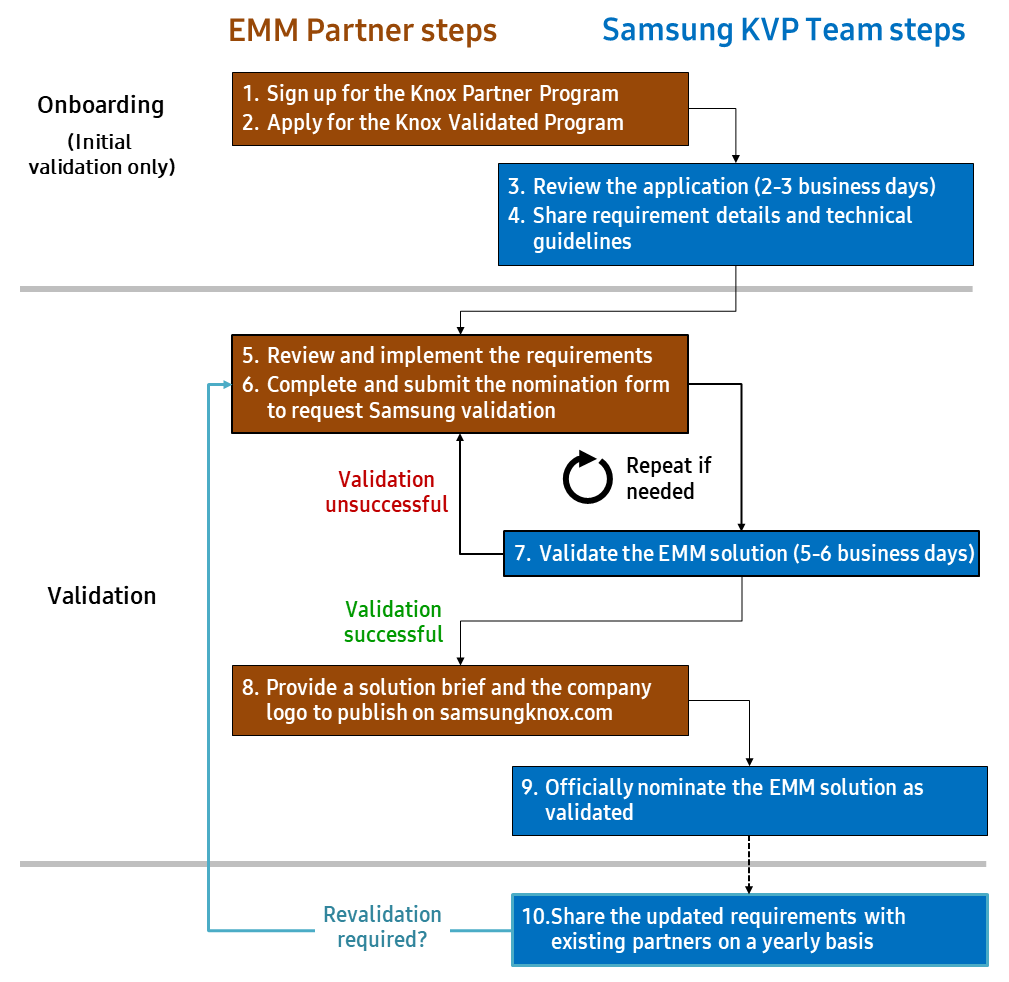 EMM Partner steps
Samsung KVP Team steps
Onboarding
(Initial
validation only)
1. Sign up for the Knox Partner Program
2. Apply for the Knox Validated Program
3. Review the application (2-3 business days)
4. Share requirement details and technical
guidelines
5. Review and implement the requirements
6. Complete and submit the nomination form
to request Samsung validation
Validation
unsuccessful
Repeat if
needed
7. Validate the EMM solution (5-6 business days)
Validation
Validation
successful
8. Provide a solution brief and the company
logo to publish on samsungknox.com
9. Officially nominate the EMM solution as
validated
Revalidation
required?
10.Share the updated requirements with
existing partners on a yearly basis